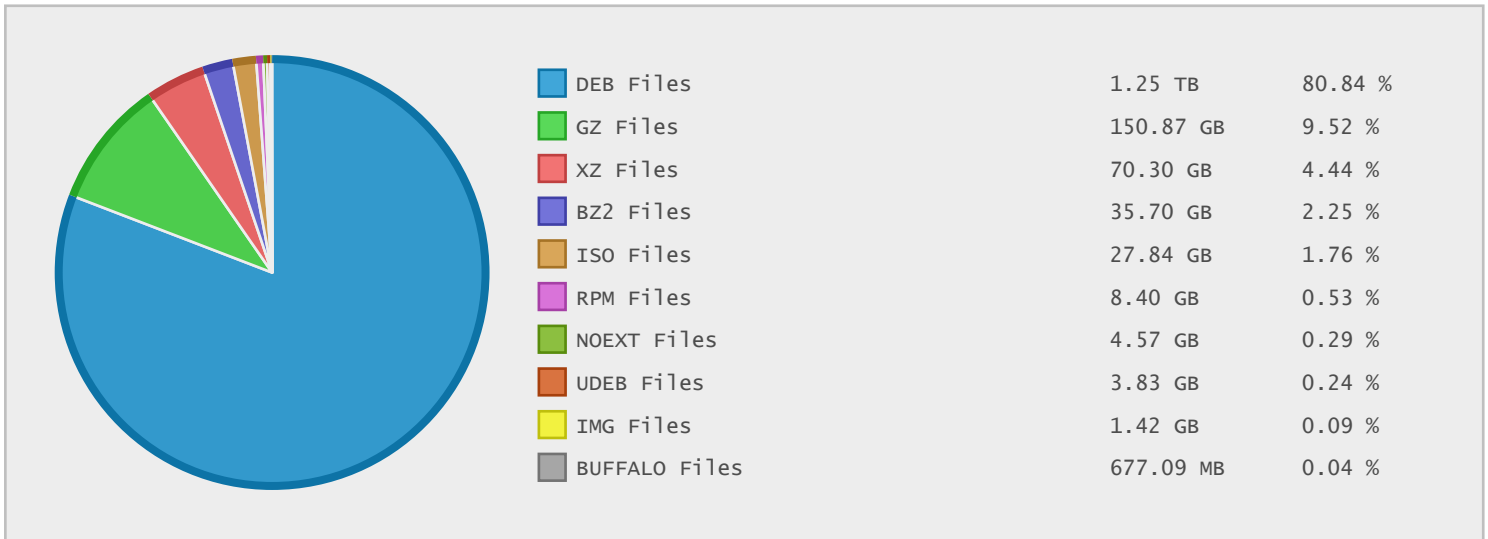 DEB Files 1.25 TB 80.84 %
GZ Files 150.87 GB 9.52 %
XZ Files 70.30 GB 4.44 %
BZ2 Files 35.70 GB 2.25 %
ISO Files 27.84 GB 1.76 %
RPM Files 8.40 GB 0.53 %
NOEXT Files 4.57 GB 0.29 %
UDEB Files 3.83 GB 0.24 %
IMG Files 1.42 GB 0.09 %
BUFFALO Files 677.09 MB 0.04 %